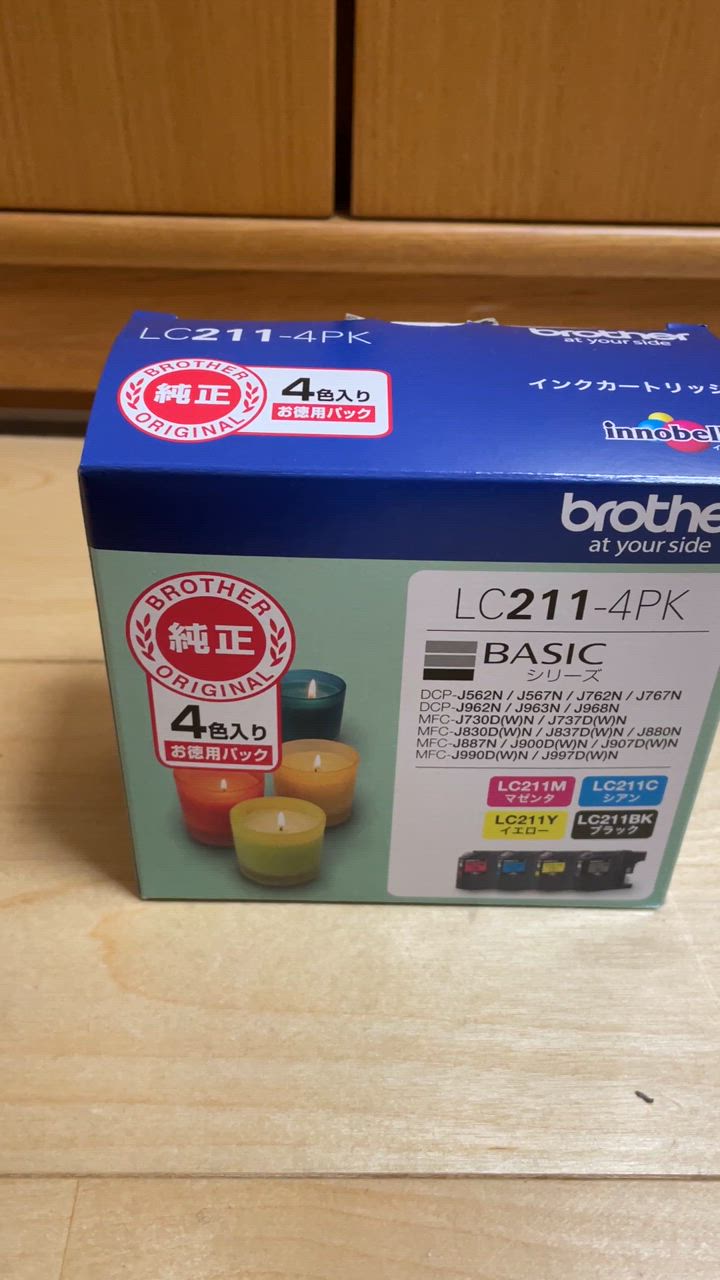 LC211-4PK
brother
at your side
BROTHER
純正
ORIGINAL
4色入り
お徳用パック
インクカートリッジ
innobell
brothe
at your side
BROTHER
純正
ORIGINAL
4色入り
お徳用パック
LC211-4PK
BASIC
シリーズ
DCP-J562N / J567N / J762N / J767N
DCP-J962N / J963N / J968N
MFC-J730D(W)N / J737D(W)N
MFC-J830D(W)N / J837D(W)N / J880N
MFC-J887N / J900D(W)N / J907D(W)N
MFC-J990D(W)N / J997D(W)N
LC211M
マゼンタ
LC211C
シアン
LC211Y
イエロー
LC211BK
ブラック